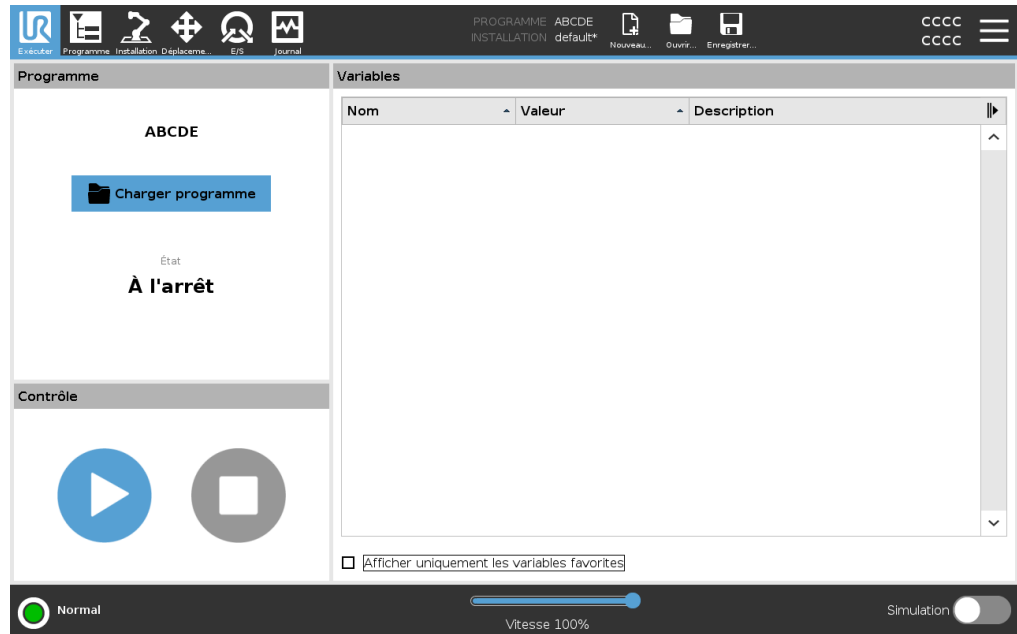 Exécuter
Programme
Installation
Déplaceme...
E/S
Journal
PROGRAMME ABCDE
INSTALLATION default*
Nouveau...
Ouvrir...
Enregistrer...
cccc
cccc
Programme
ABCDE
Charger programme
État
À l'arrêt
Contrôle
Variables
Nom
Valeur
Description
Afficher uniquement les variables favorites
Normal
Vitesse 100%
Simulation